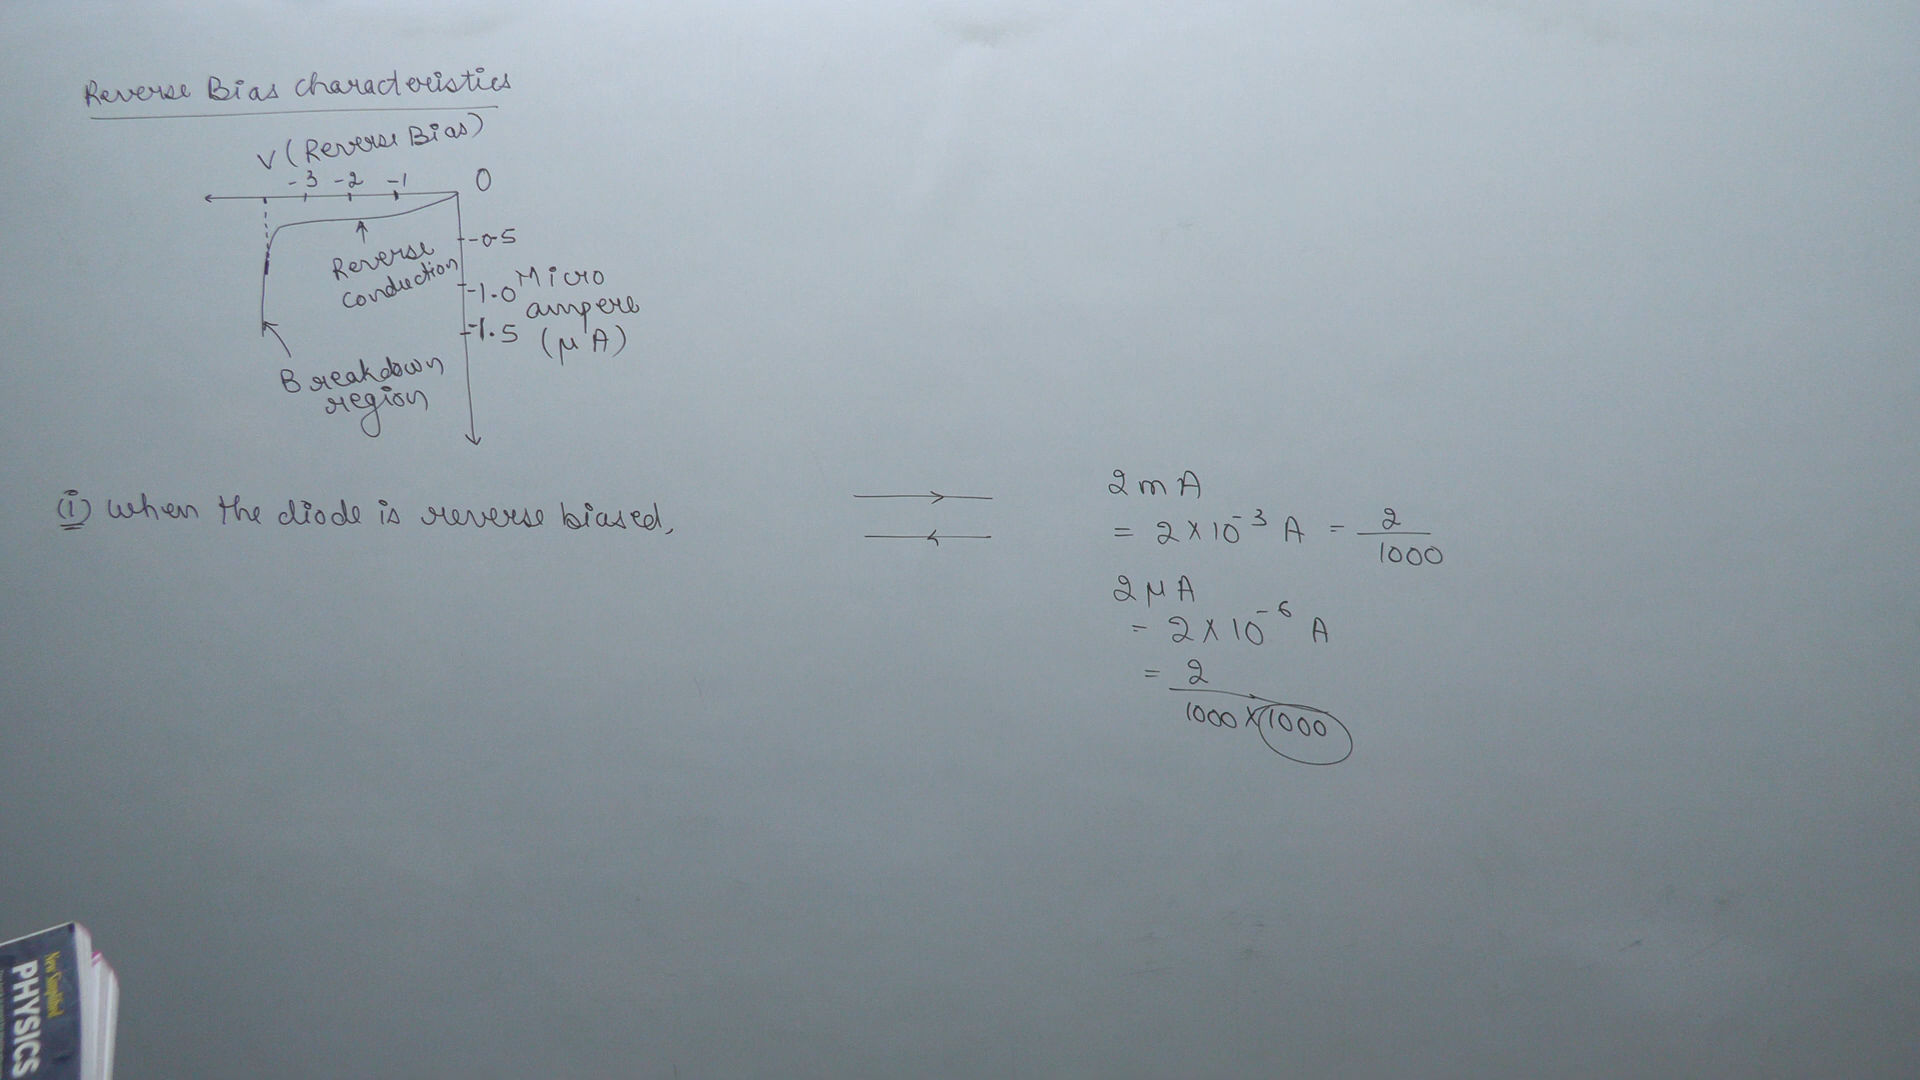 Reverse Bias characteristics
V (Reverse Bias)
-3 -2 -1 0
-0.5
Reverse
conduction
-1.0
Micro
ampere
(μA)
-1.5
Breakdown
region
(i) When the diode is reverse biased,
2 m A
= 2 × 10⁻³ A = 2/1000
2 μ A
= 2 × 10⁻⁶ A
= 2
1000 × 1000
New Simplified
PHYSICS